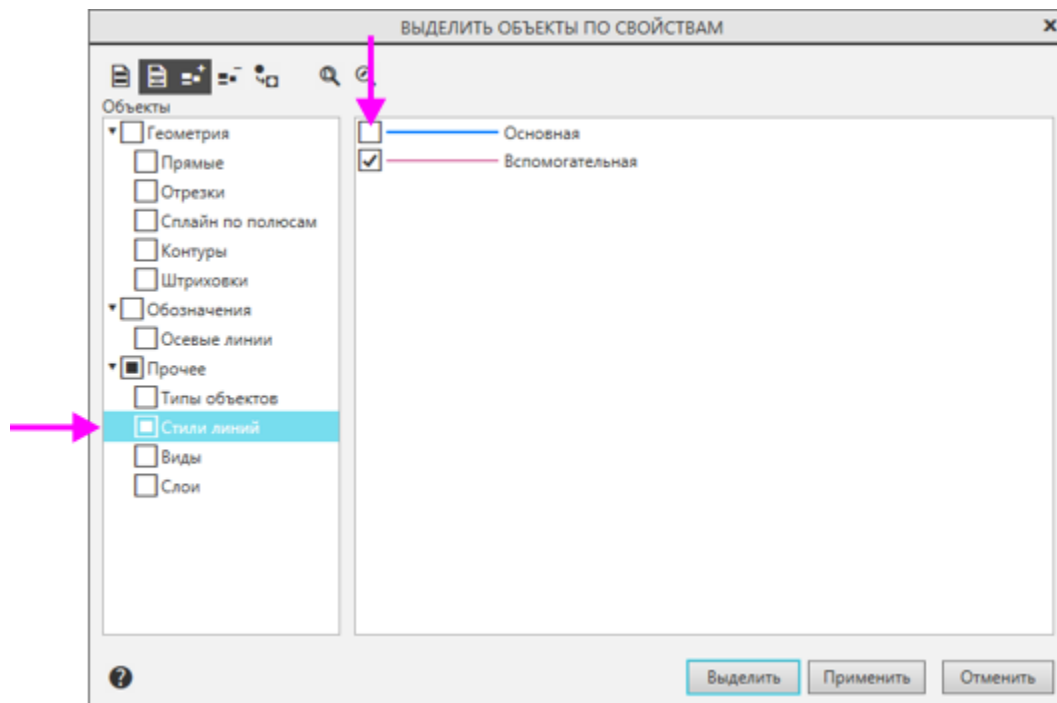 ВЫДЕЛИТЬ ОБЪЕКТЫ ПО СВОЙСТВАМ
Объекты
Геометрия
Прямые
Отрезки
Сплайн по полюсам
Контуры
Штриховки
Обозначения
Осевые линии
Прочее
Типы объектов
Стили линий
Виды
Слои
Основная
Вспомогательная
Выделить
Применить
Отменить